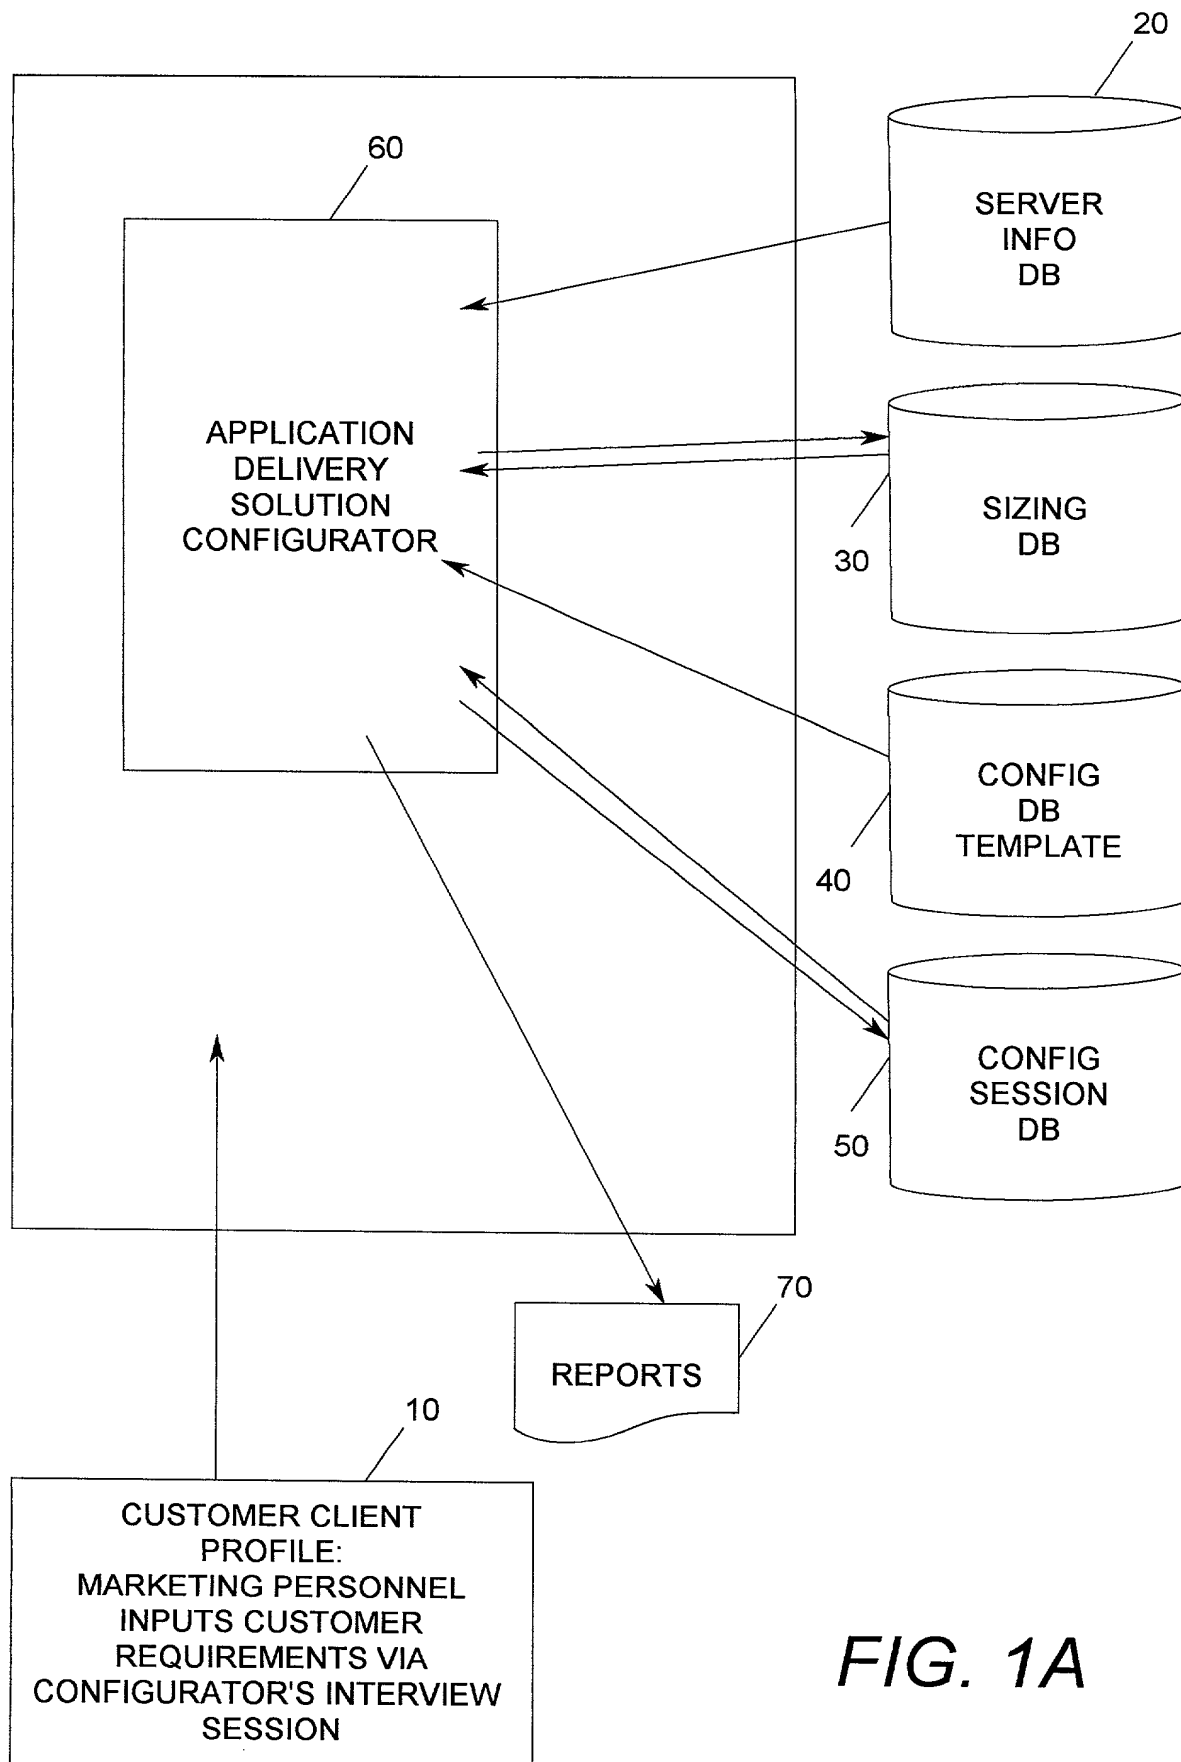 20
60
SERVER
INFO
DB
APPLICATION
DELIVERY
SOLUTION
CONFIGURATOR
30
SIZING
DB
40
CONFIG
DB
TEMPLATE
50
CONFIG
SESSION
DB
70
REPORTS
10
CUSTOMER CLIENT
PROFILE:
MARKETING PERSONNEL
INPUTS CUSTOMER
REQUIREMENTS VIA
CONFIGURATOR'S INTERVIEW
SESSION
FIG. 1A